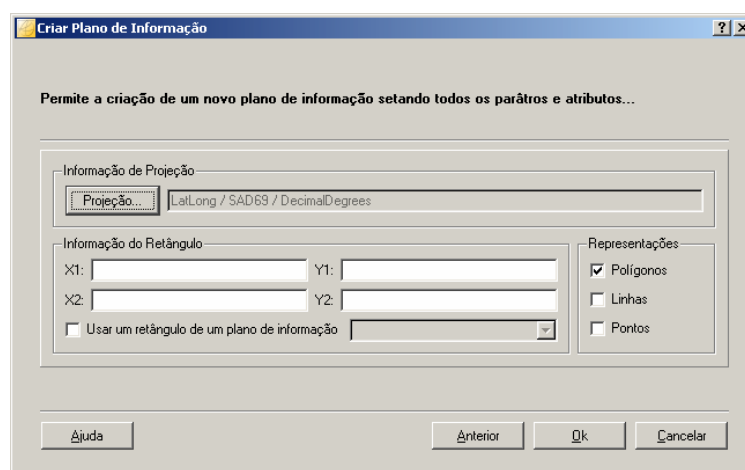 Criar Plano de Informação
Permite a criação de um novo plano de informação setando todos os parâtros e atributos...
Informação de Projeção
Projeção...
LatLong / SAD69 / DecimalDegrees
Informação do Retângulo
X1:
Y1:
X2:
Y2:
Usar um retângulo de um plano de informação
Representações
Polígonos
Linhas
Pontos
Ajuda
Anterior
Ok
Cancelar